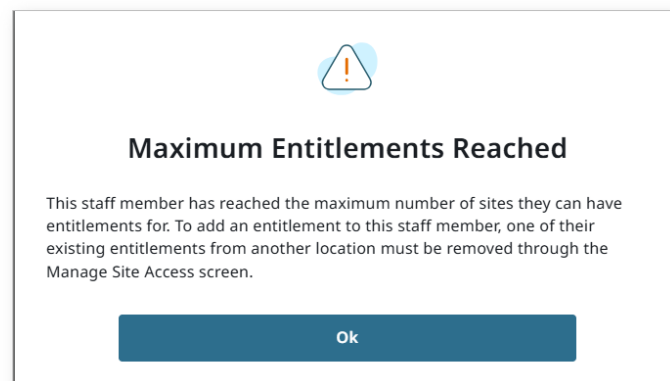 Maximum Entitlements Reached
This staff member has reached the maximum number of sites they can have
entitlements for. To add an entitlement to this staff member, one of their
existing entitlements from another location must be removed through the
Manage Site Access screen.
Ok